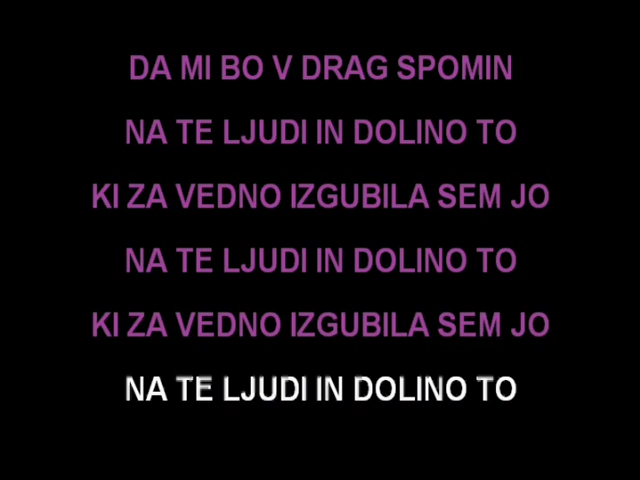 DA MI BO V DRAG SPOMIN
NA TE LJUDI IN DOLINO TO
KI ZA VEDNO IZGUBILA SEM JO
NA TE LJUDI IN DOLINO TO
KI ZA VEDNO IZGUBILA SEM JO
NA TE LJUDI IN DOLINO TO